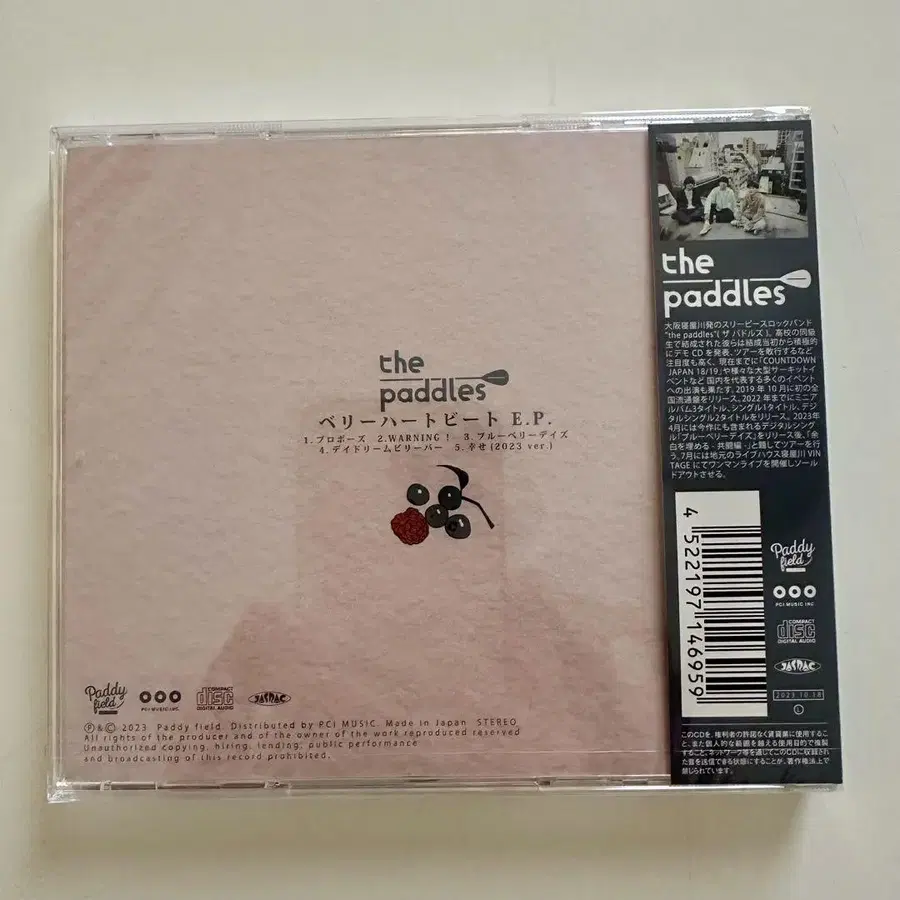 the
paddles
ベリーハートビート E.P.
1.プロポーズ 2.WARNING ! 3.ブルーベリーデイズ
4.デイドリームビリーバー 5.幸せ(2023 ver.)
Paddy
field
PCI MUSIC INC.
COMPACT
disc
DIGITAL AUDIO
JASRAC
Ⓟ&Ⓒ 2023 Paddy field Distributed by PCI MUSIC. Made in Japan STEREO
All rights of the producer and of the owner of the work reproduced reserved
Unauthorized copying, hiring, lending, public performance
and broadcasting of this record prohibited.
the
paddles
大阪寝屋川発のスリーピースロックバンド
"the paddles"( ザ パドルズ )。高校の同級
生で結成された彼らは結成当初から積極的
にデモ CD を発表、ツアーを敢行するなど
注目度も高く、現在までに「COUNTDOWN
JAPAN 18/19」や様々な大型サーキットイ
ベントなど 国内を代表する多くのイベント
への出演も果たす。2019 年 10 月に初の全
国流通盤をリリース。2022 年までにミニア
ルバム3タイトル、シングル1タイトル、デジ
タルシングル2タイトルをリリース。2023年
4月には今作にも含まれるデジタルシング
ル「ブルーベリーデイズ」をリリース後、「余
白を埋める - 共闘編 -」と題してツアーを行
う。7月には地元のライブハウス寝屋川 VIN
TAGE にてワンマンライブを開催しソール
ドアウトさせる。
4 522197 146959
Paddy
field
PCI MUSIC INC.
COMPACT
disc
DIGITAL AUDIO
JASRAC
2023.10.18
L
このCDを、権利者の許諾なく賃貸業に使用するこ
と、また個人的な範囲を越える使用目的で複製
すること、ネットワーク等を通じてこのCDに収録され
た音を送信できる状態にすることが、著作権法上で
禁じられています。